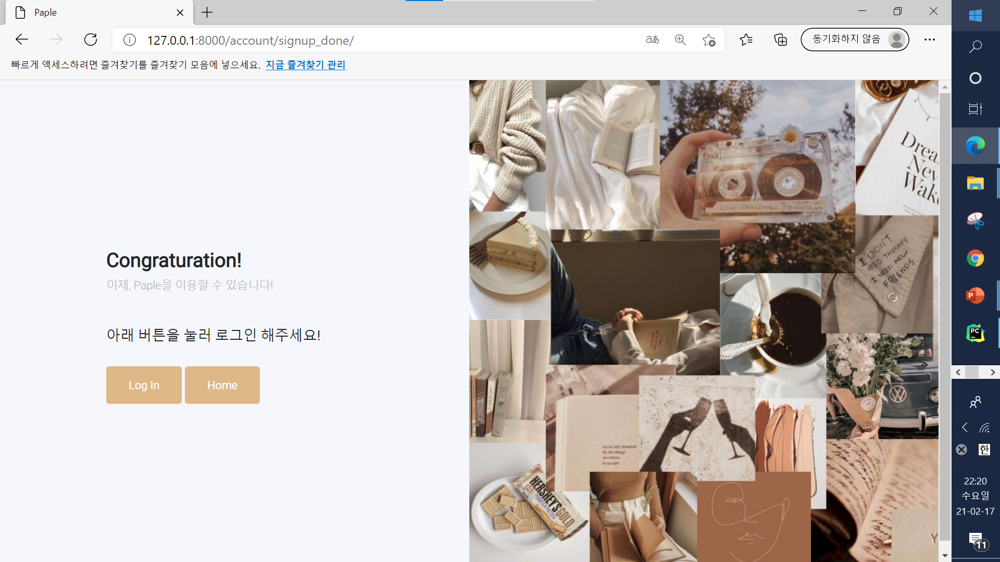 Paple
127.0.0.1:8000/account/signup_done/
aあ
동기화하지 않음
빠르게 액세스하려면 즐겨찾기를 즐겨찾기 모음에 넣으세요. 지금 즐겨찾기 관리
Congraturation!
이제, Paple을 이용할 수 있습니다!
아래 버튼을 눌러 로그인 해주세요!
Log In
Home
I DON'T
NEED THERAPY
I NEED NEW
FRIENDS
we're only haunted
by the things
we refuse
to accept
HERSHEY'S
GOLD
P
PC
한
22:20
수요일
21-02-17
11